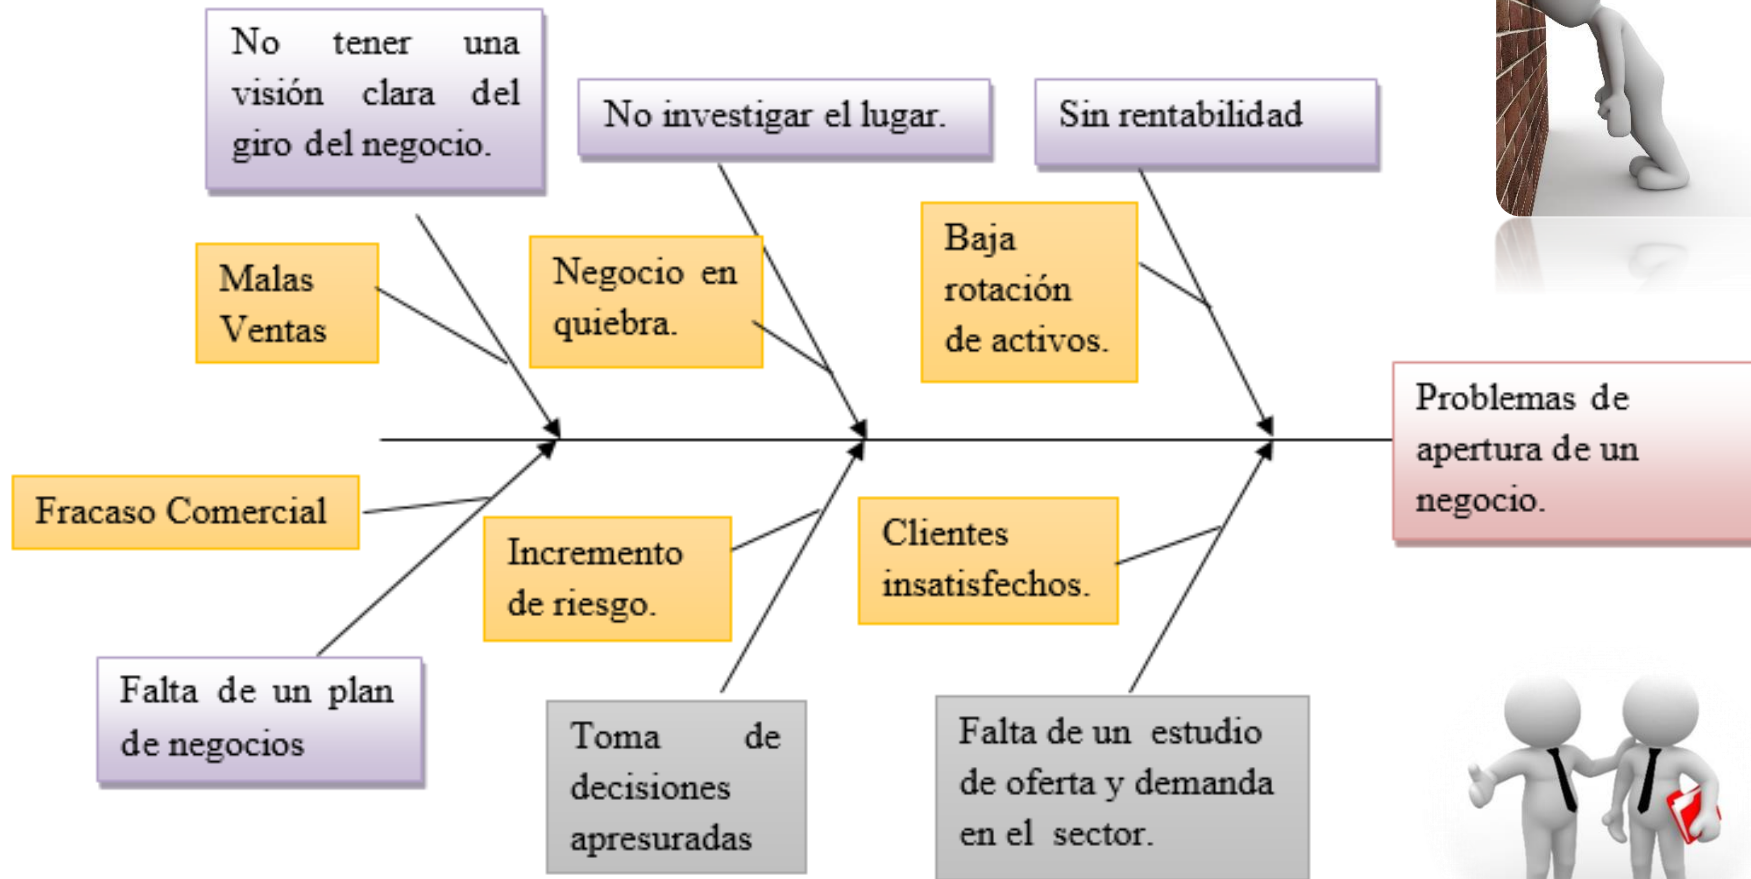 No tener una
visión clara del
giro del negocio.
No investigar el lugar.
Sin rentabilidad
Malas
Ventas
Negocio en
quiebra.
Baja
rotación
de activos.
Problemas de
apertura de un
negocio.
Fracaso Comercial
Incremento
de riesgo.
Clientes
insatisfechos.
Falta de un plan
de negocios
Toma de
decisiones
apresuradas
Falta de un estudio
de oferta y demanda
en el sector.